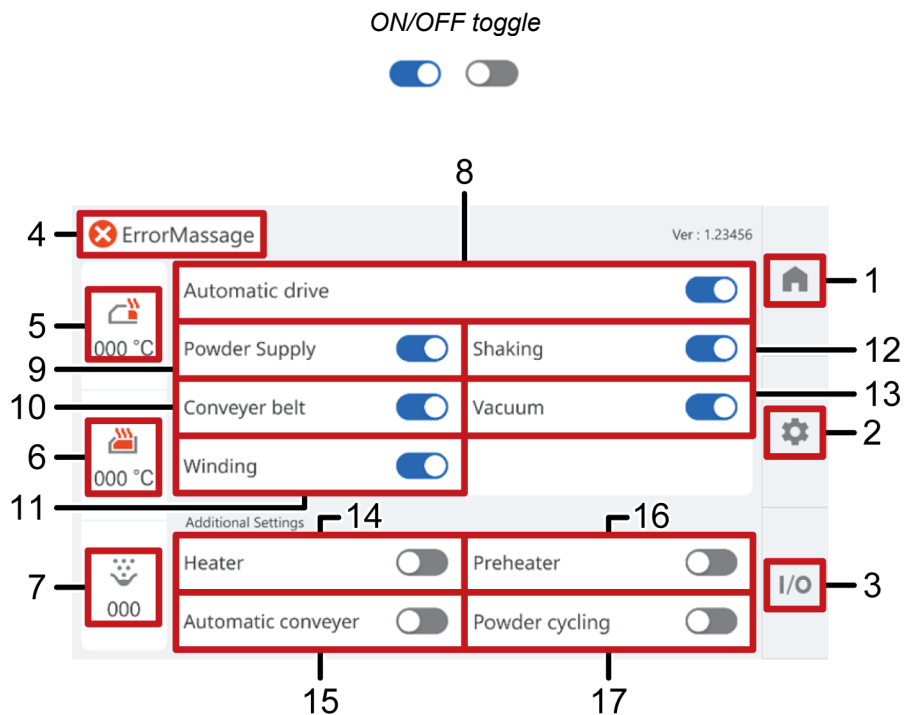 ON/OFF toggle
8
4
ErrorMassage
Ver : 1.23456
Automatic drive
1
5
000 °C
Powder Supply
Shaking
12
9
10
Conveyer belt
Vacuum
13
2
6
000 °C
Winding
11
Additional Settings
14
16
Heater
Preheater
7
000
I/O
3
Automatic conveyer
Powder cycling
15
17